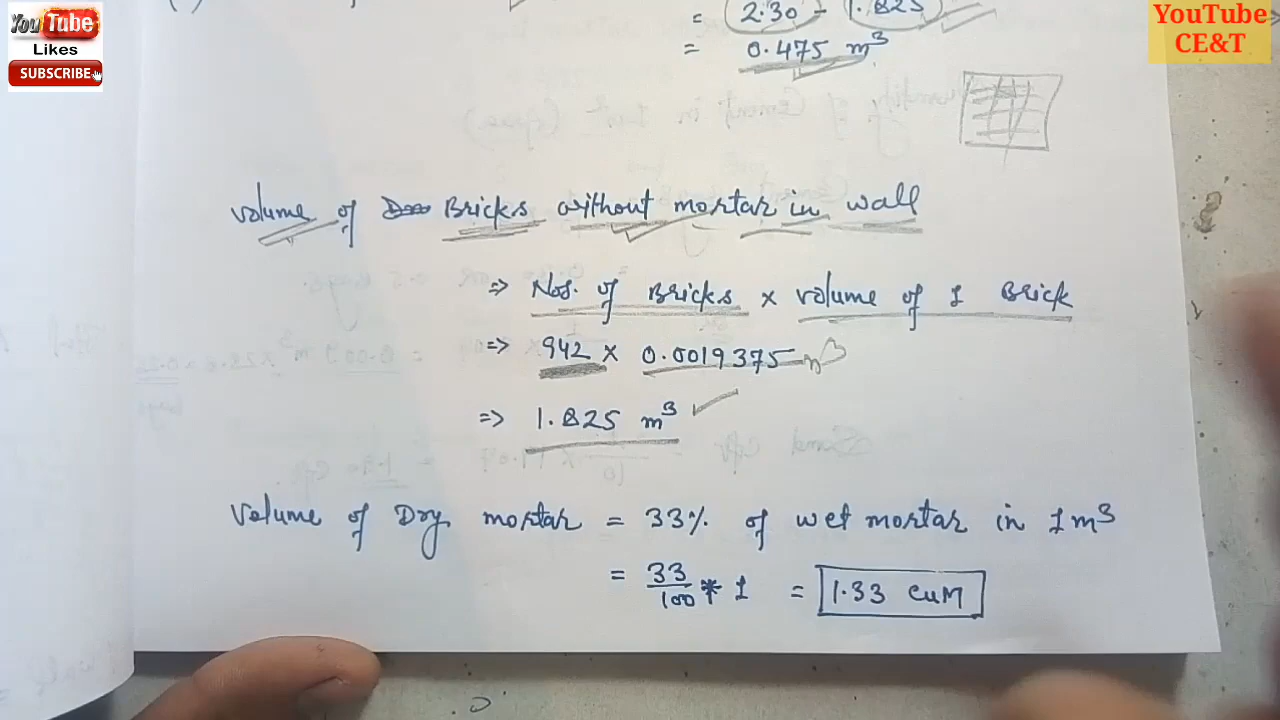 YouTube
Likes
SUBSCRIBE
YouTube
CE&T
= 2.30 - 1.825
= 0.475 m³
Volume of Bricks without mortar in wall
=> Nos. of Bricks x volume of 1 Brick
=> 942 x 0.0019375 m³
=> 1.825 m³
Volume of Dry mortar = 33% of wet mortar in 1m³
= 33/100 * 1 = 1.33 CUM